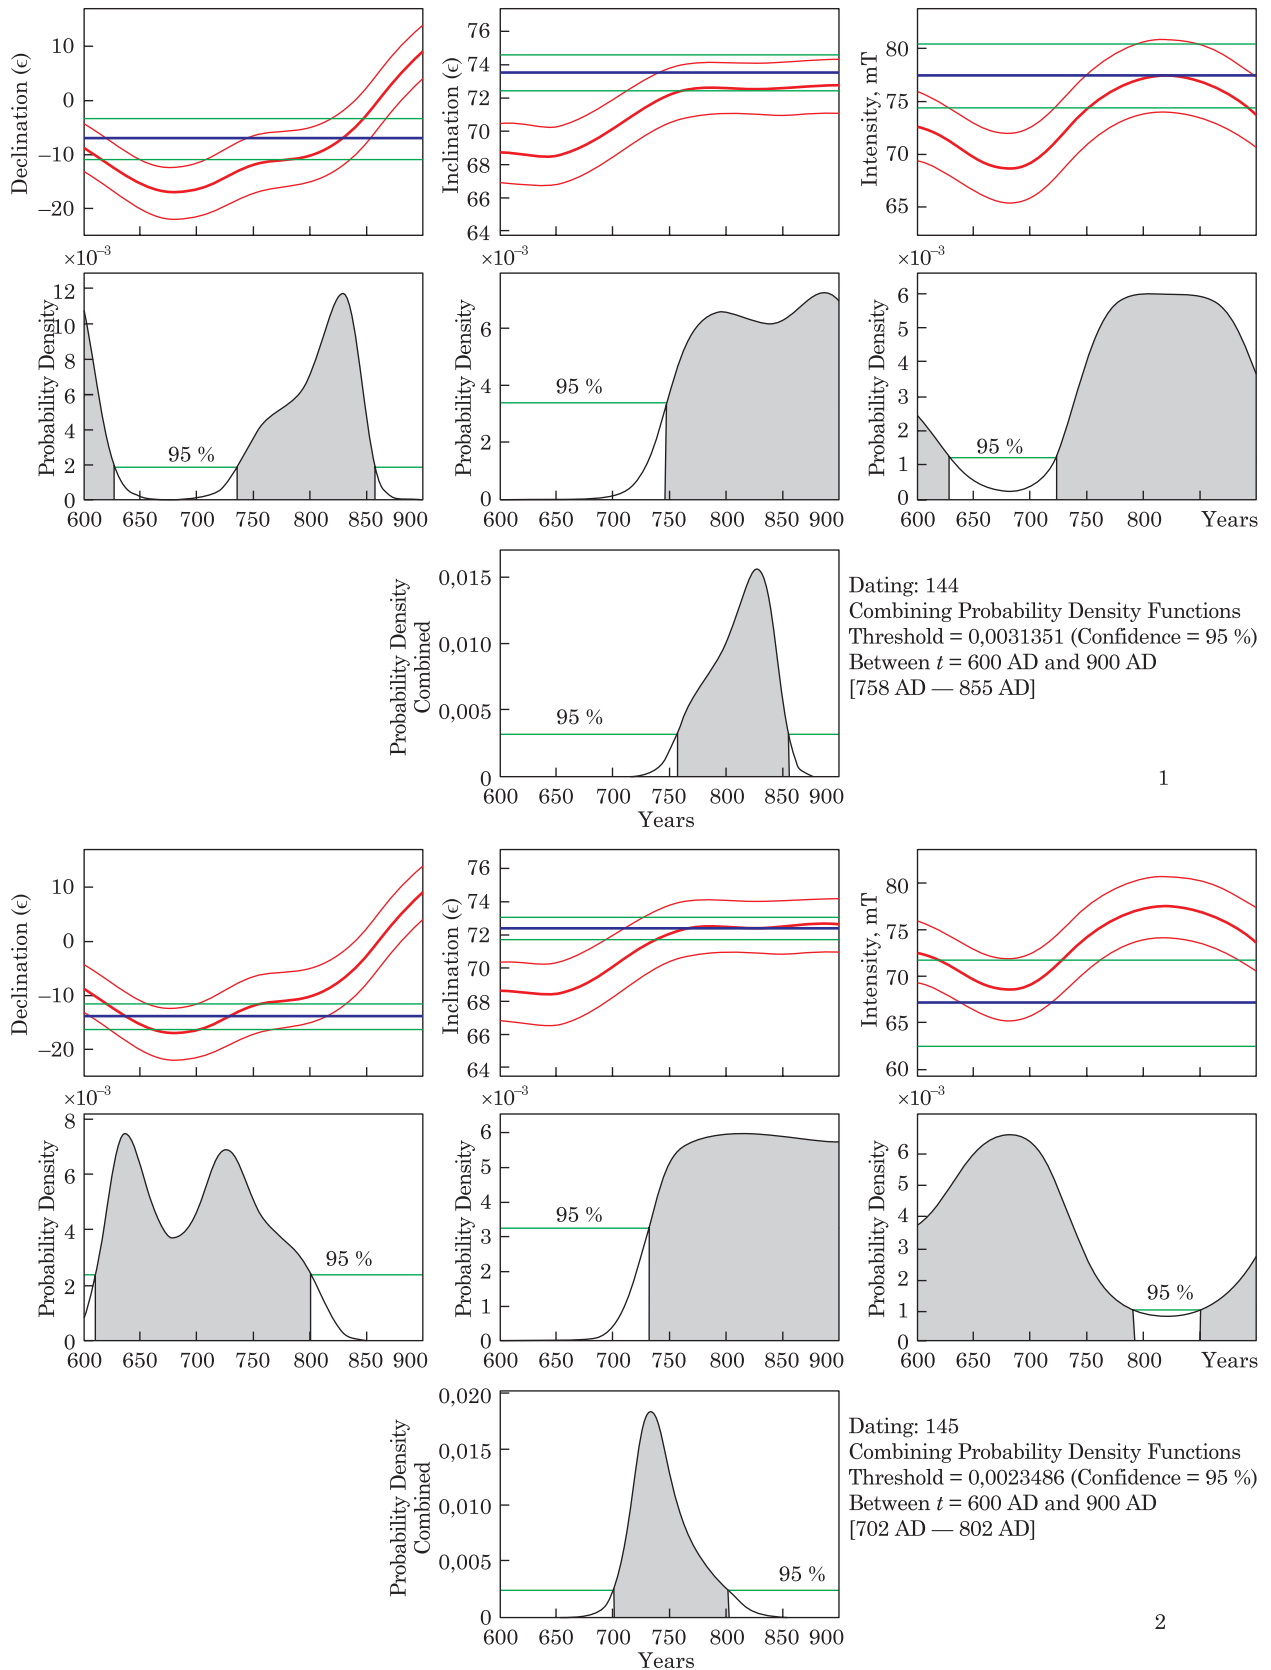 Declination (ϵ)
10
0
−10
−20
Inclination (ϵ)
76
74
72
70
68
66
64
Intensity, mT
80
75
70
65
×10⁻³
Probability Density
12
10
8
6
4
2
0
95 %
600 650 700 750 800 850 900
Probability Density
6
4
2
0
95 %
600 650 700 750 800 850 900
×10⁻³
Probability Density
6
5
4
3
2
1
0
95 %
600 650 700 750 800 Years
Probability Density
Combined
0,015
0,010
0,005
0
95 %
600 650 700 750 800 850 900
Years
Dating: 144
Combining Probability Density Functions
Threshold = 0,0031351 (Confidence = 95 %)
Between t = 600 AD and 900 AD
[758 AD — 855 AD]
1
Declination (ϵ)
10
0
−10
−20
Inclination (ϵ)
76
74
72
70
68
66
64
Intensity, mT
80
75
70
65
60
×10⁻³
Probability Density
8
6
4
2
0
95 %
600 650 700 750 800 850 900
Probability Density
6
5
4
3
2
1
0
95 %
600 650 700 750 800 850 900
×10⁻³
Probability Density
6
5
4
3
2
1
0
95 %
600 650 700 750 800 Years
Probability Density
Combined
0,020
0,015
0,010
0,005
0
95 %
600 650 700 750 800 850 900
Years
Dating: 145
Combining Probability Density Functions
Threshold = 0,0023486 (Confidence = 95 %)
Between t = 600 AD and 900 AD
[702 AD — 802 AD]
2